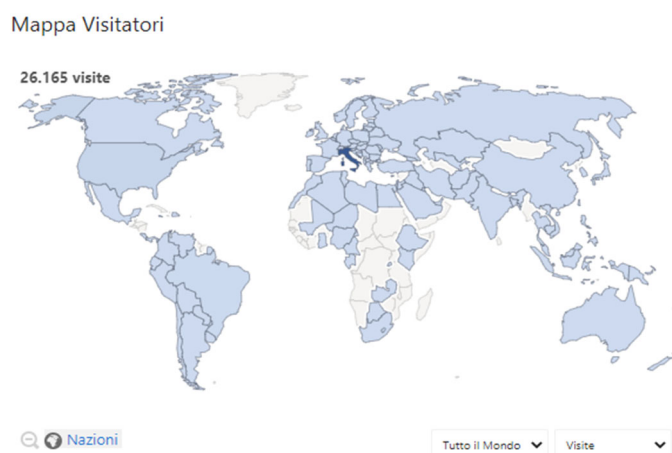 Mappa Visitatori
26.165 visite
Nazioni
Tutto il Mondo
Visite